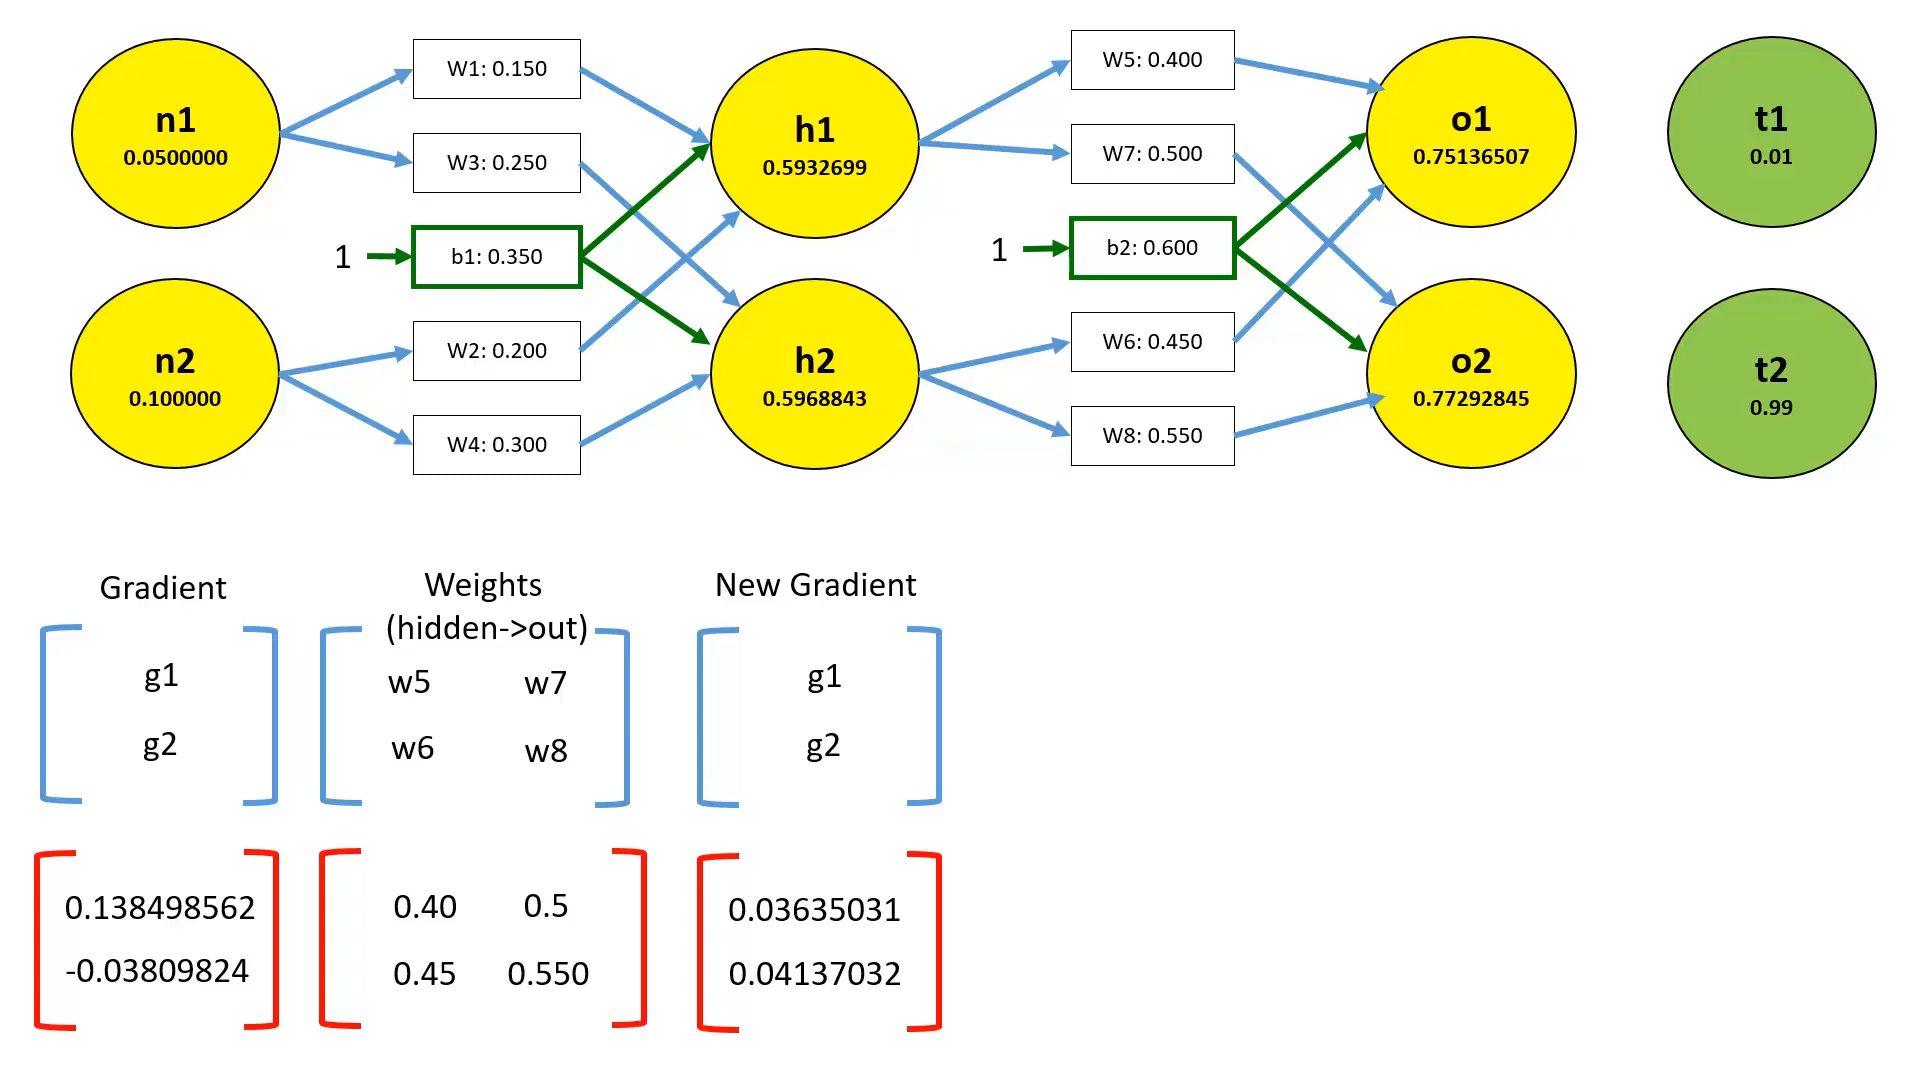 n1
0.0500000
W1: 0.150
W3: 0.250
1
b1: 0.350
n2
0.100000
W2: 0.200
W4: 0.300
h1
0.5932699
h2
0.5968843
W5: 0.400
W7: 0.500
1
b2: 0.600
W6: 0.450
W8: 0.550
o1
0.75136507
o2
0.77292845
t1
0.01
t2
0.99
Gradient
g1
g2
Weights
(hidden->out)
w5 w7
w6 w8
New Gradient
g1
g2
0.138498562
-0.03809824
0.40 0.5
0.45 0.550
0.03635031
0.04137032